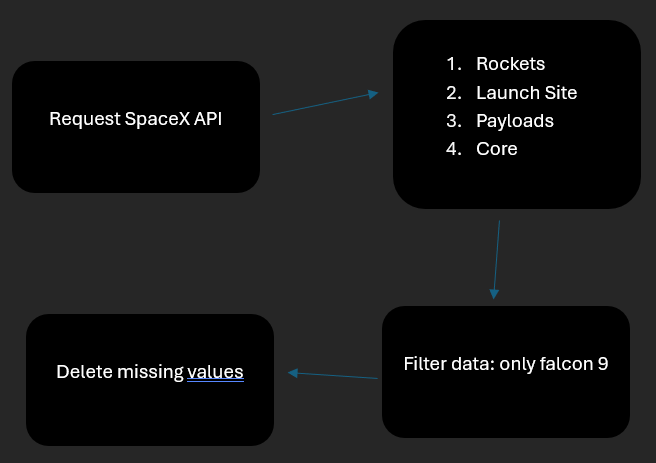 Request SpaceX API
1. Rockets
2. Launch Site
3. Payloads
4. Core
Filter data: only falcon 9
Delete missing values